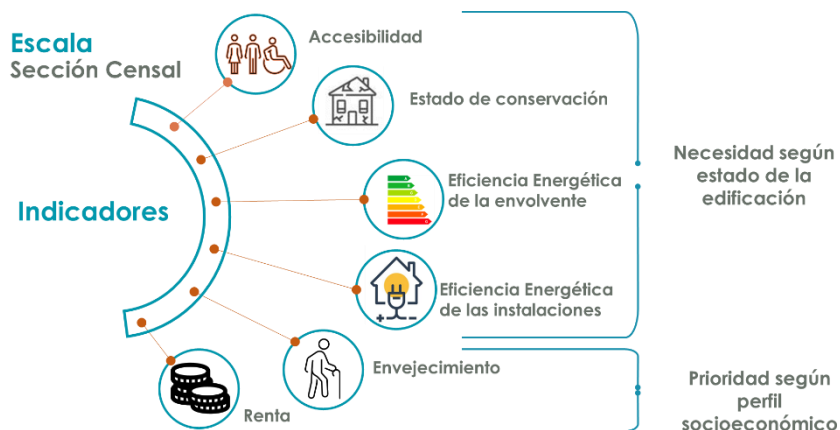 Escala
Sección Censal
Accesibilidad
Estado de conservación
Indicadores
Eficiencia Energética
de la envolvente
Eficiencia Energética
de las instalaciones
Envejecimiento
Renta
Necesidad según
estado de la
edificación
Prioridad según
perfil
socioeconómico